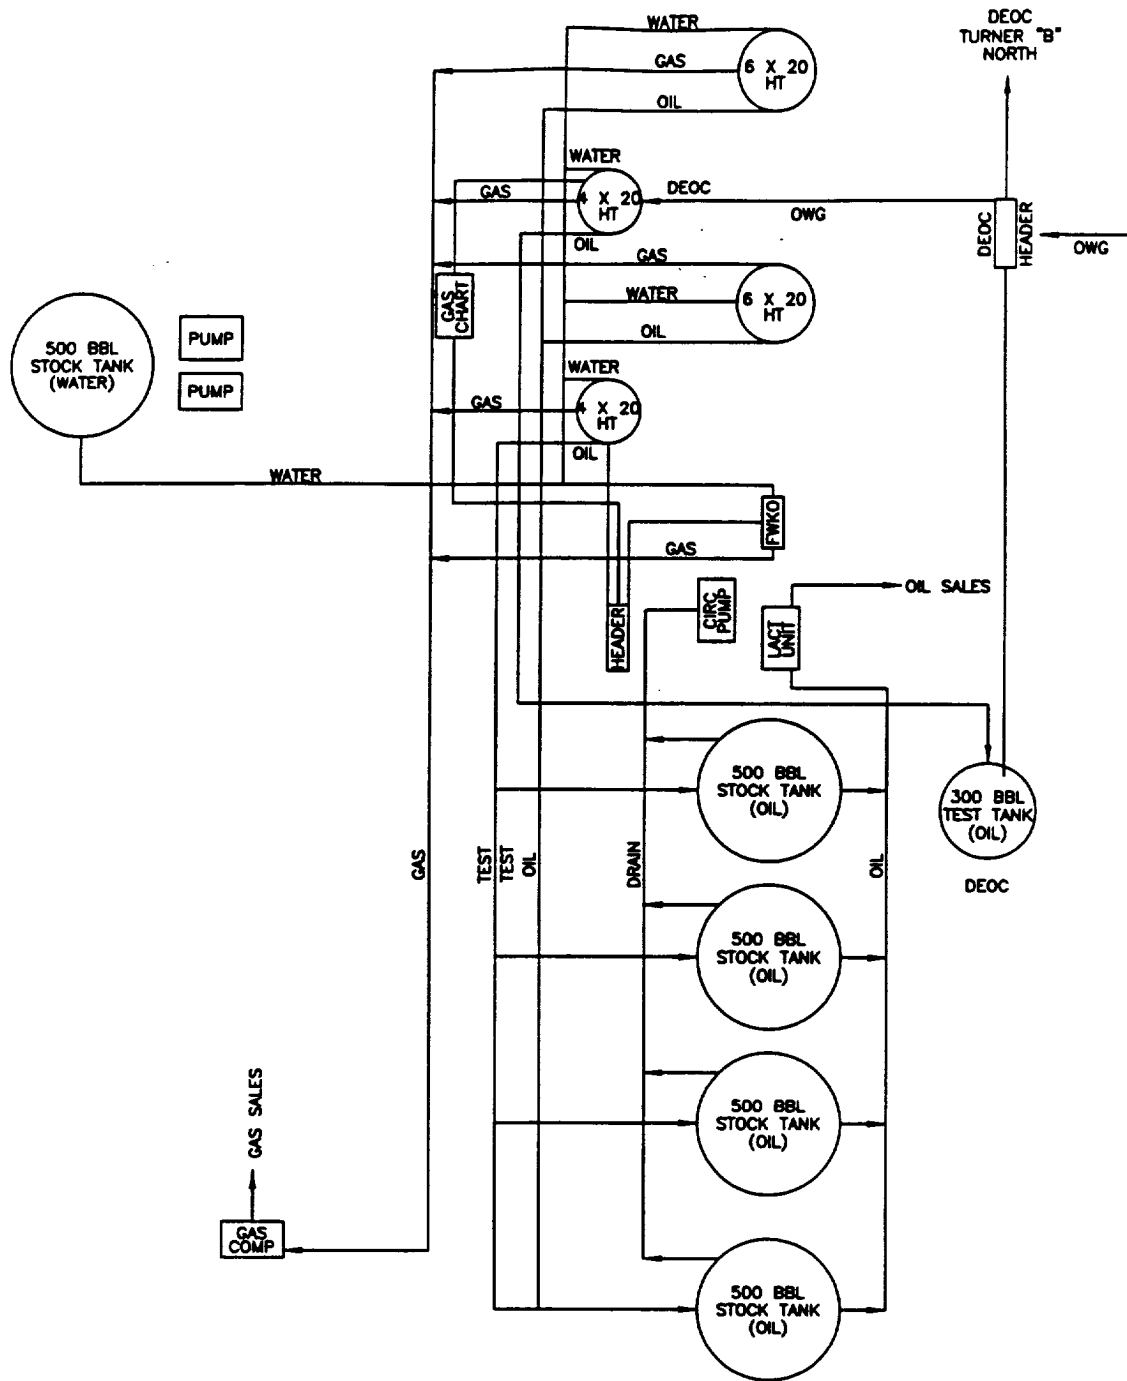 WATER
DEOC
TURNER "B"
NORTH
GAS
6 X 20
HT
OIL
WATER
GAS
4 X 20
HT
DEOC
OWG
DEOC
HEADER
OWG
OIL
GAS
GAS
CHART
WATER
6 X 20
HT
OIL
500 BBL
STOCK TANK
(WATER)
PUMP
PUMP
WATER
GAS
4 X 20
HT
OIL
WATER
FWKO
GAS
HEADER
CIRC
PUMP
LACT
UNIT
OIL SALES
500 BBL
STOCK TANK
(OIL)
300 BBL
TEST TANK
(OIL)
DEOC
GAS
TEST
TEST
OIL
DRAIN
OIL
500 BBL
STOCK TANK
(OIL)
500 BBL
STOCK TANK
(OIL)
GAS SALES
GAS
COMP
500 BBL
STOCK TANK
(OIL)